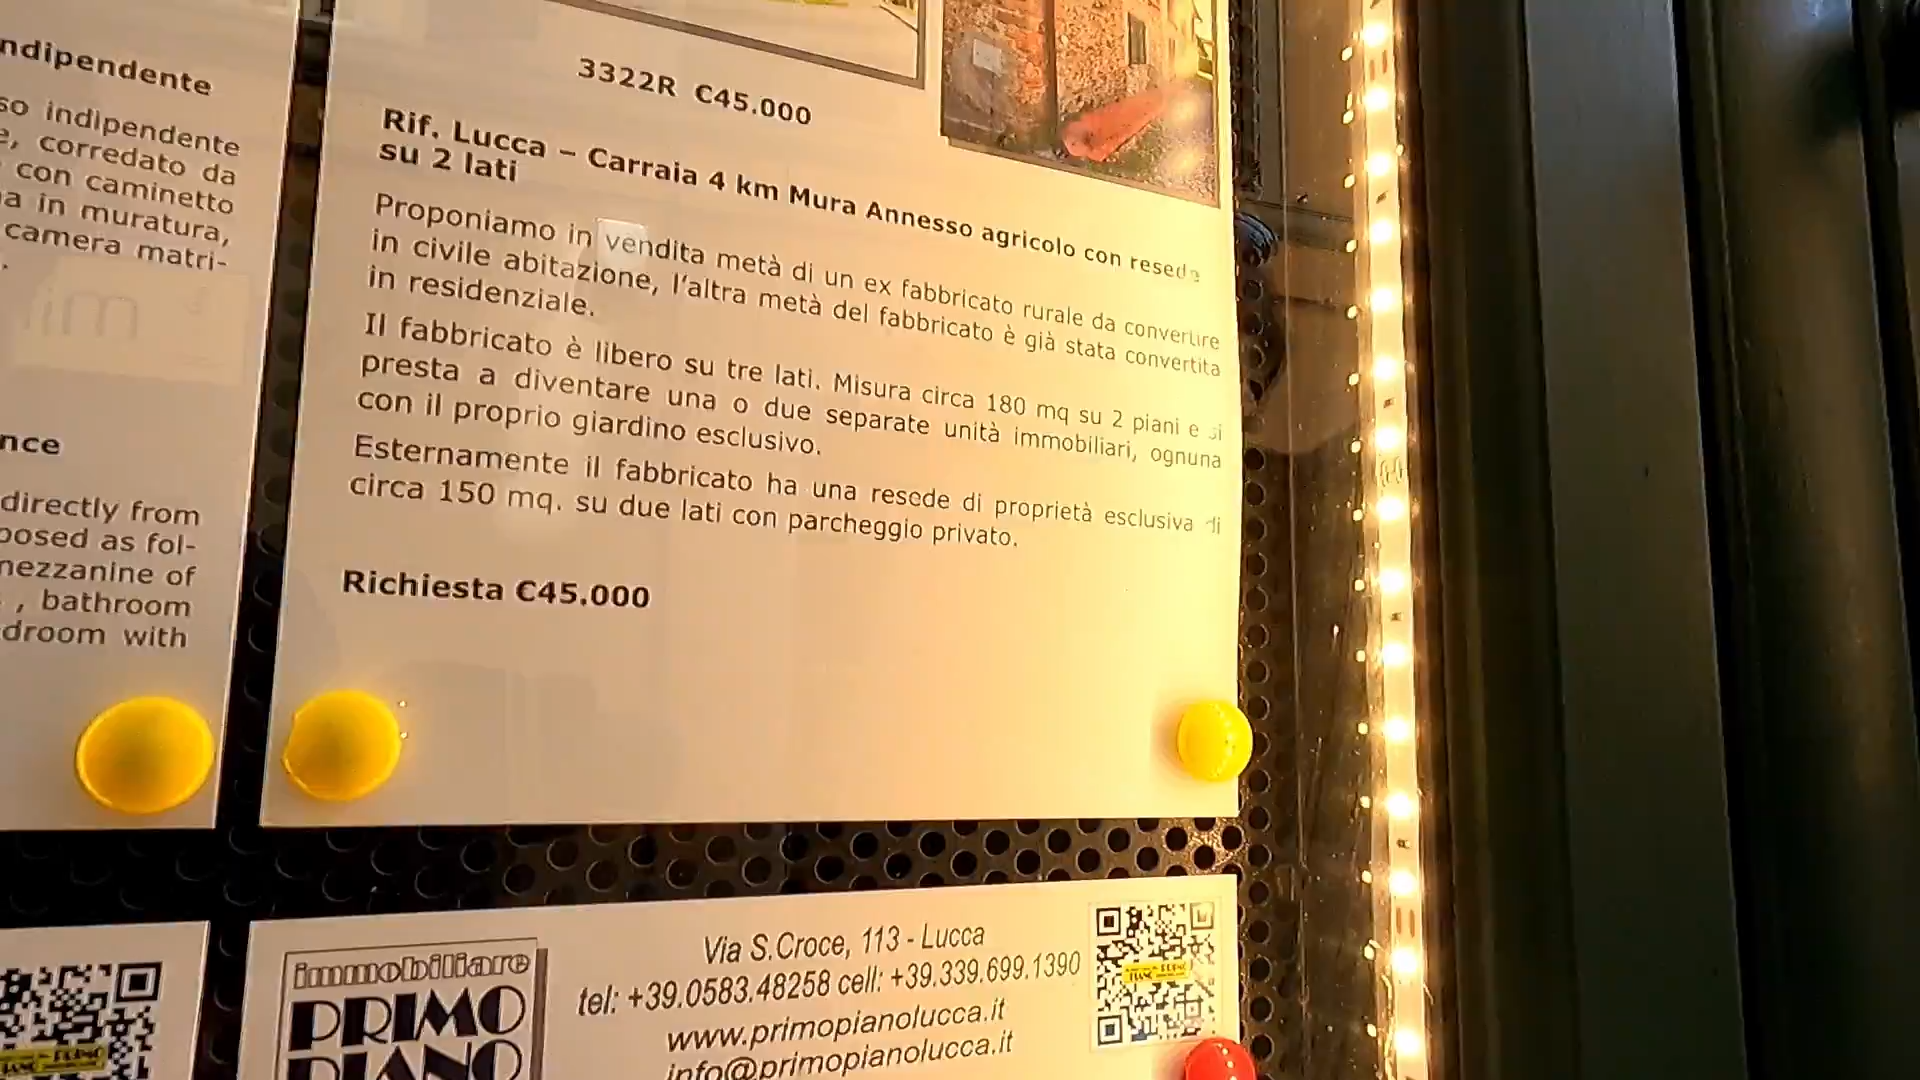 ndipendente
so indipendente
e, corredato da
con caminetto
na in muratura,
camera matri-
.
im
nce
directly from
posed as fol-
mezzanine of
, bathroom
droom with
3322R €45.000
Rif. Lucca – Carraia 4 km Mura Annesso agricolo con resede
su 2 lati
Proponiamo in vendita metà di un ex fabbricato rurale da convertire
in civile abitazione, l'altra metà del fabbricato è già stata convertita
in residenziale.
Il fabbricato è libero su tre lati. Misura circa 180 mq su 2 piani e si
presta a diventare una o due separate unità immobiliari, ognuna
con il proprio giardino esclusivo.
Esternamente il fabbricato ha una resede di proprietà esclusiva di
circa 150 mq. su due lati con parcheggio privato.
Richiesta €45.000
immobiliare
PRIMO
PIANO
Via S.Croce, 113 - Lucca
tel: +39.0583.48258 cell: +39.339.699.1390
www.primopianolucca.it
info@primopianolucca.it